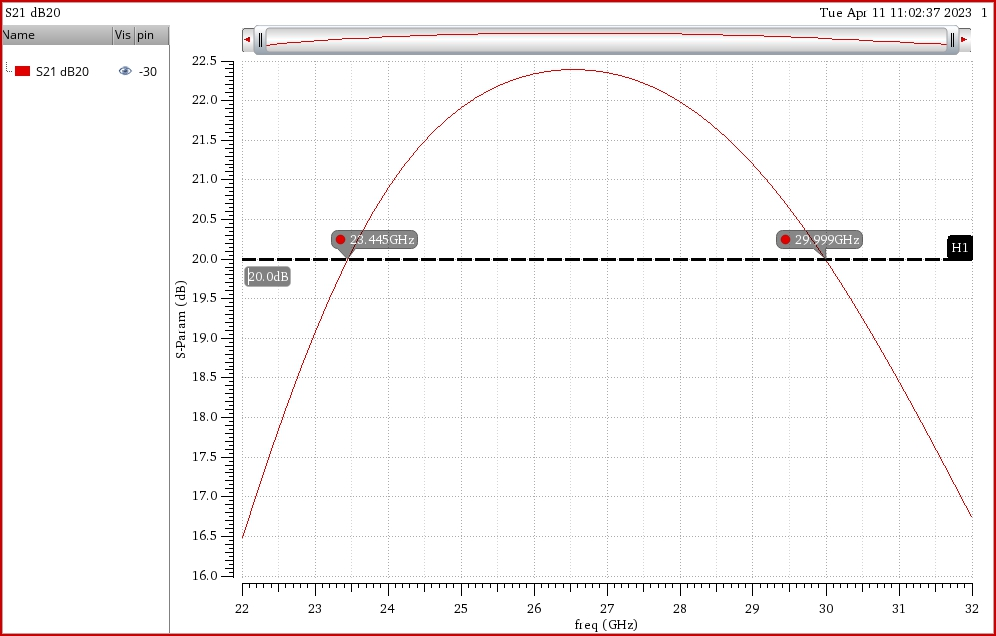 S21 dB20
Tue Apr 11 11:02:37 2023 1
Name Vis pin
S21 dB20 -30
22.5
22.0
21.5
21.0
20.5
23.445GHz
29.999GHz
H1
20.0
20.0dB
19.5
19.0
18.5
18.0
17.5
17.0
16.5
16.0
S-Param (dB)
22 23 24 25 26 27 28 29 30 31 32
freq (GHz)